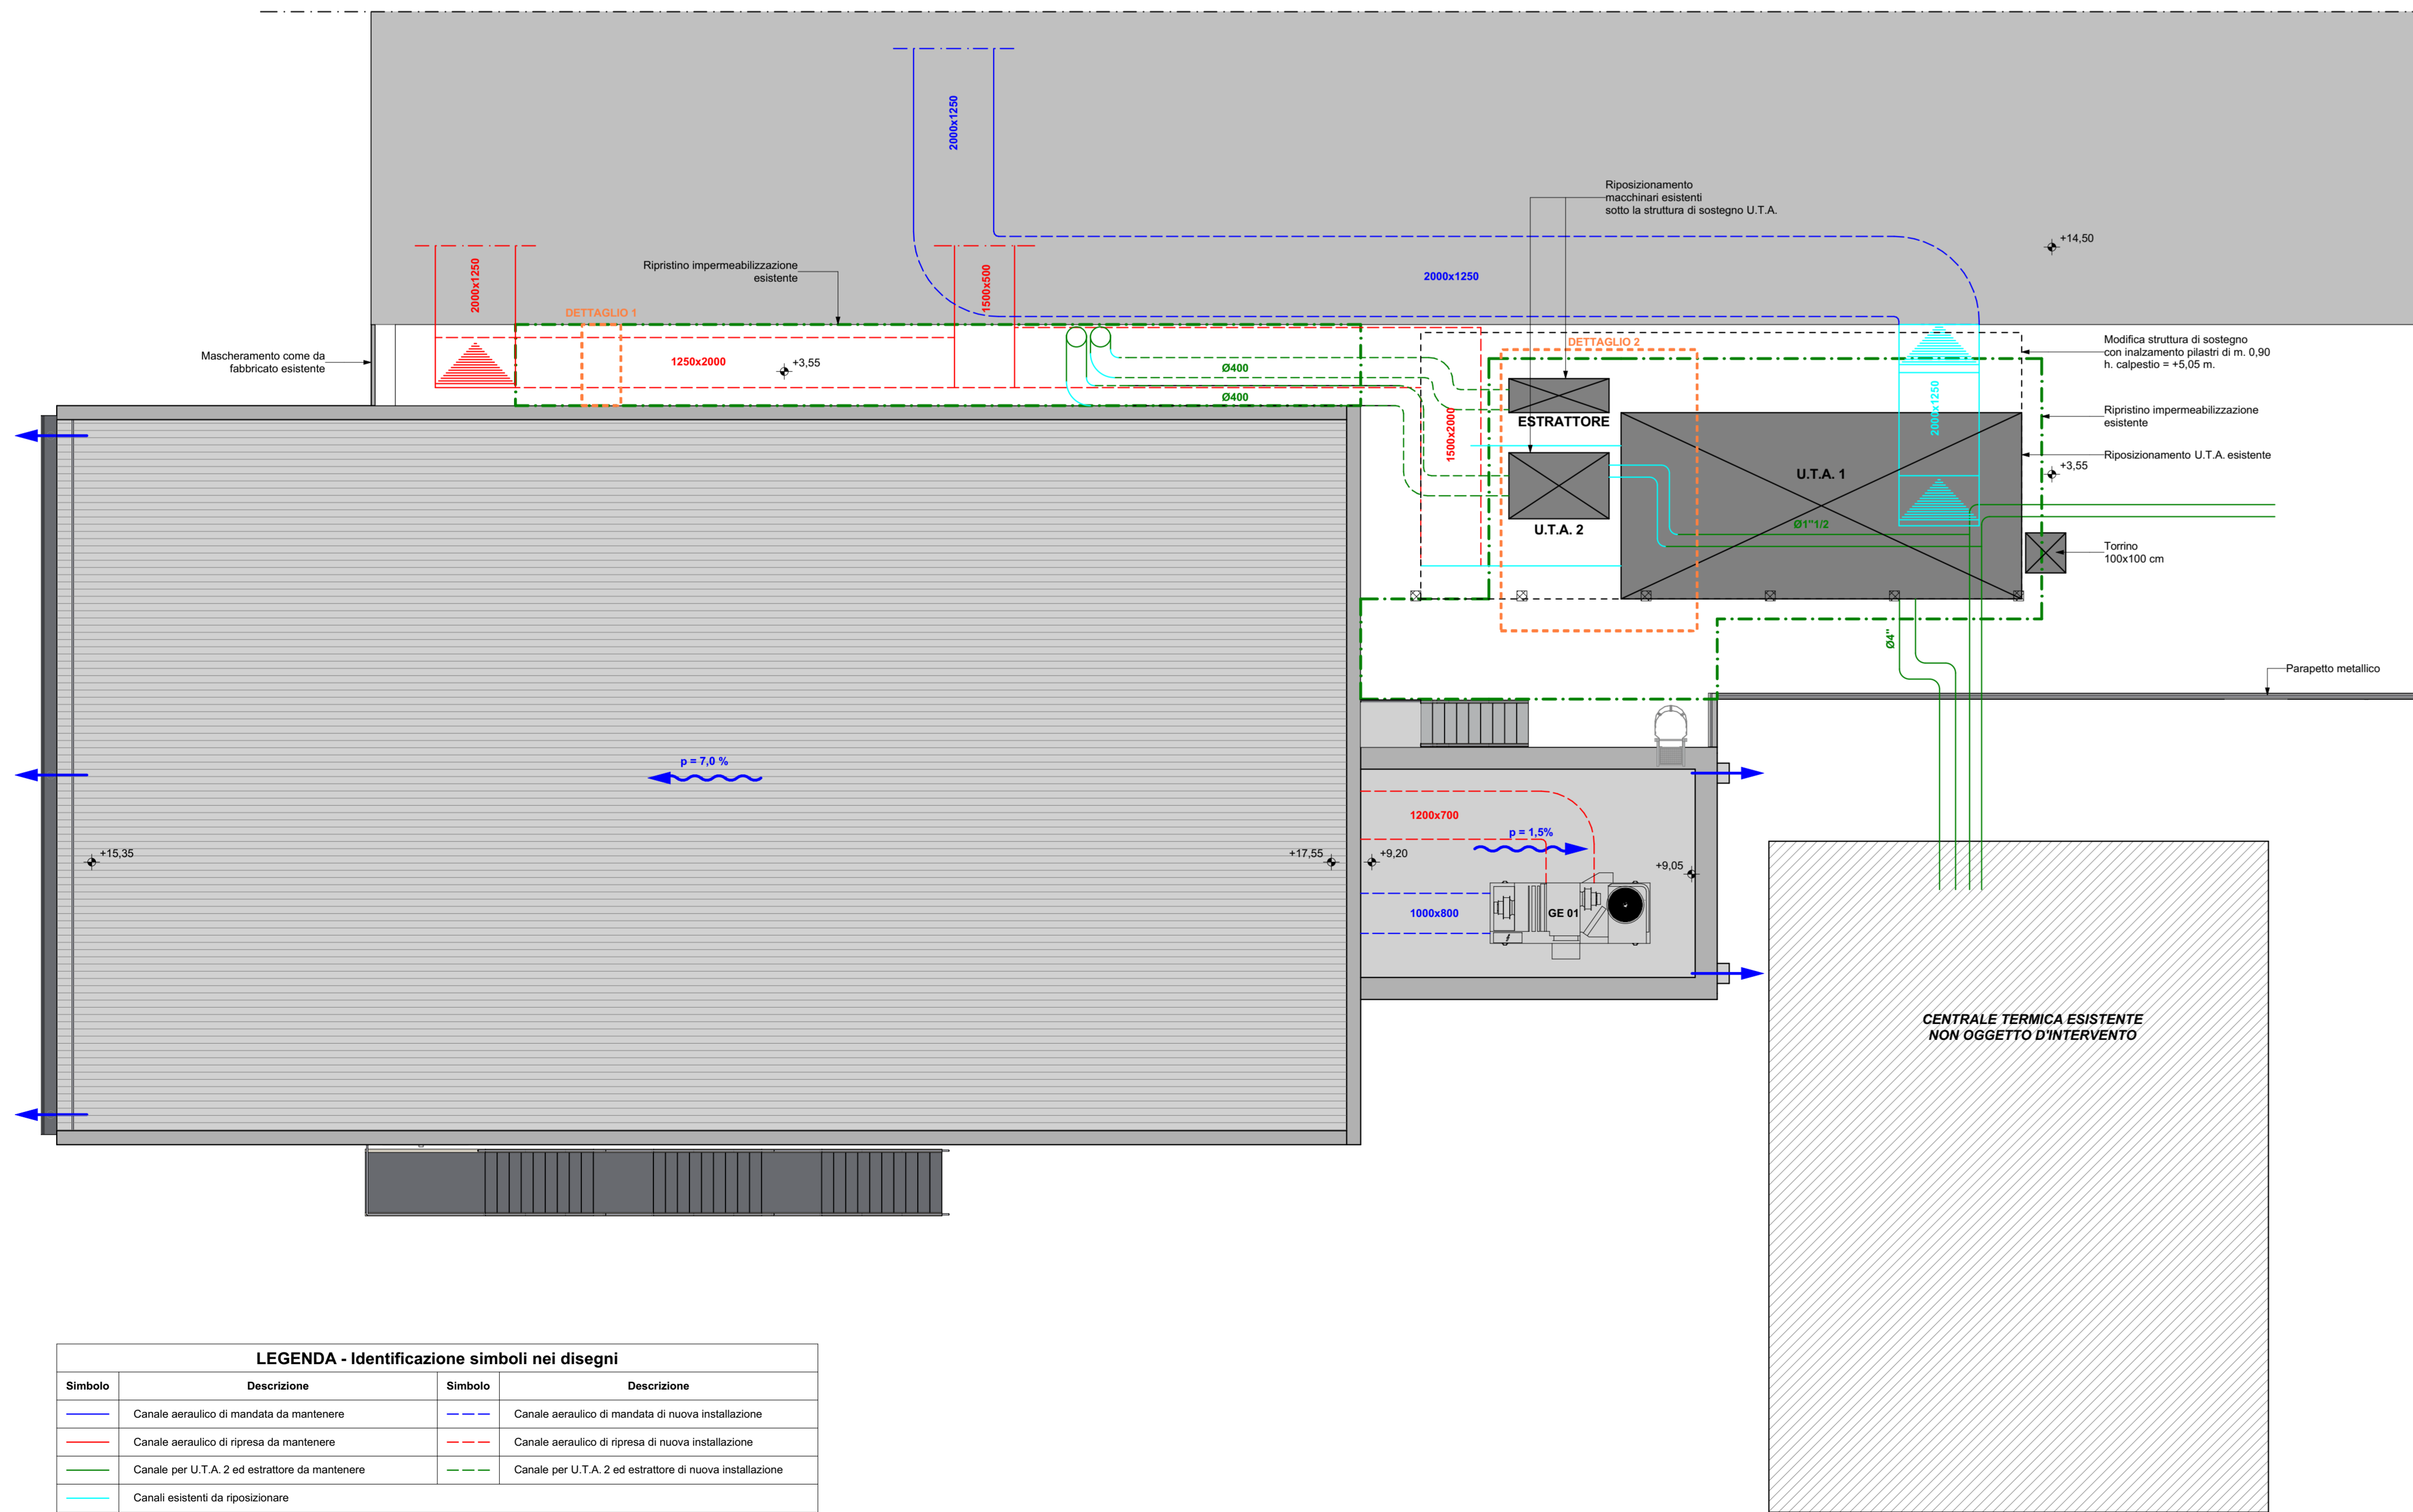 2000x1250
Riposizionamento
macchinari esistenti
sotto la struttura di sostegno U.T.A.
+14,50
2000x1250
Ripristino impermeabilizzazione
esistente
1500x500
2000x1250
DETTAGLIO 1
Mascheramento come da
fabbricato esistente
1250x2000
+3,55
Ø400
Ø400
DETTAGLIO 2
Modifica struttura di sostegno
con inalzamento pilastri di m. 0,90
h. calpestio = +5,05 m.
2000x1250
Ripristino impermeabilizzazione
esistente
ESTRATTORE
1500x2000
Riposizionamento U.T.A. esistente
U.T.A. 1
+3,55
U.T.A. 2
Ø1"1/2
Torrino
100x100 cm
Ø4"
Parapetto metallico
p = 7,0 %
1200x700
p = 1,5%
+15,35
+17,55
+9,20
+9,05
1000x800
GE 01
CENTRALE TERMICA ESISTENTE
NON OGGETTO D'INTERVENTO
LEGENDA - Identificazione simboli nei disegni
Simbolo Descrizione Simbolo Descrizione
Canale aeraulico di mandata da mantenere Canale aeraulico di mandata di nuova installazione
Canale aeraulico di ripresa da mantenere Canale aeraulico di ripresa di nuova installazione
Canale per U.T.A. 2 ed estrattore da mantenere Canale per U.T.A. 2 ed estrattore di nuova installazione
Canali esistenti da riposizionare